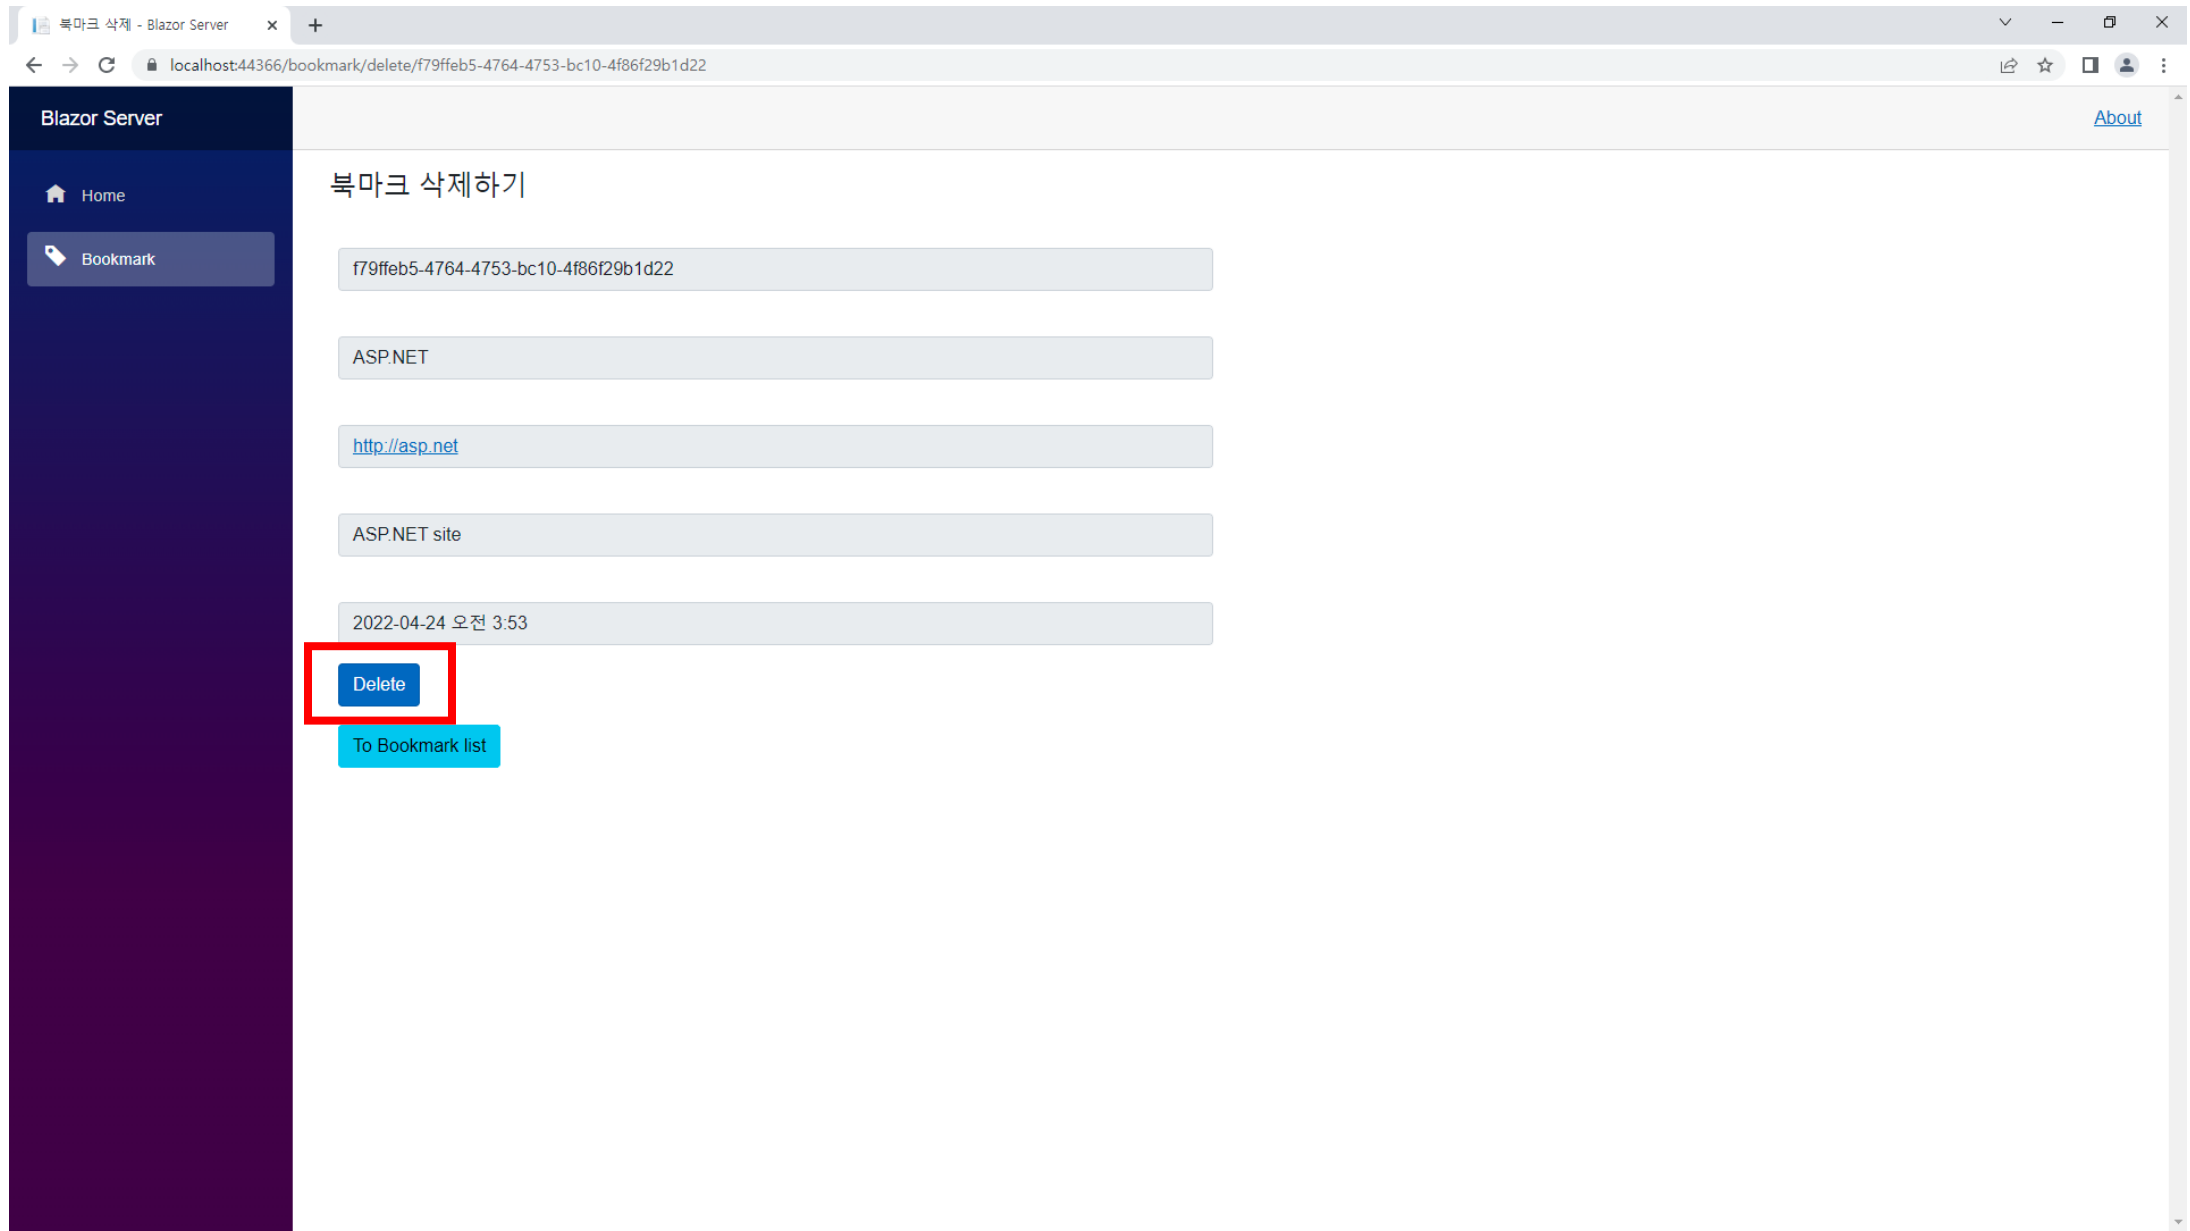 북마크 삭제 - Blazor Server
localhost:44366/bookmark/delete/f79ffeb5-4764-4753-bc10-4f86f29b1d22
Blazor Server
About
Home
Bookmark
북마크 삭제하기
f79ffeb5-4764-4753-bc10-4f86f29b1d22
ASP.NET
http://asp.net
ASP.NET site
2022-04-24 오전 3:53
Delete
To Bookmark list